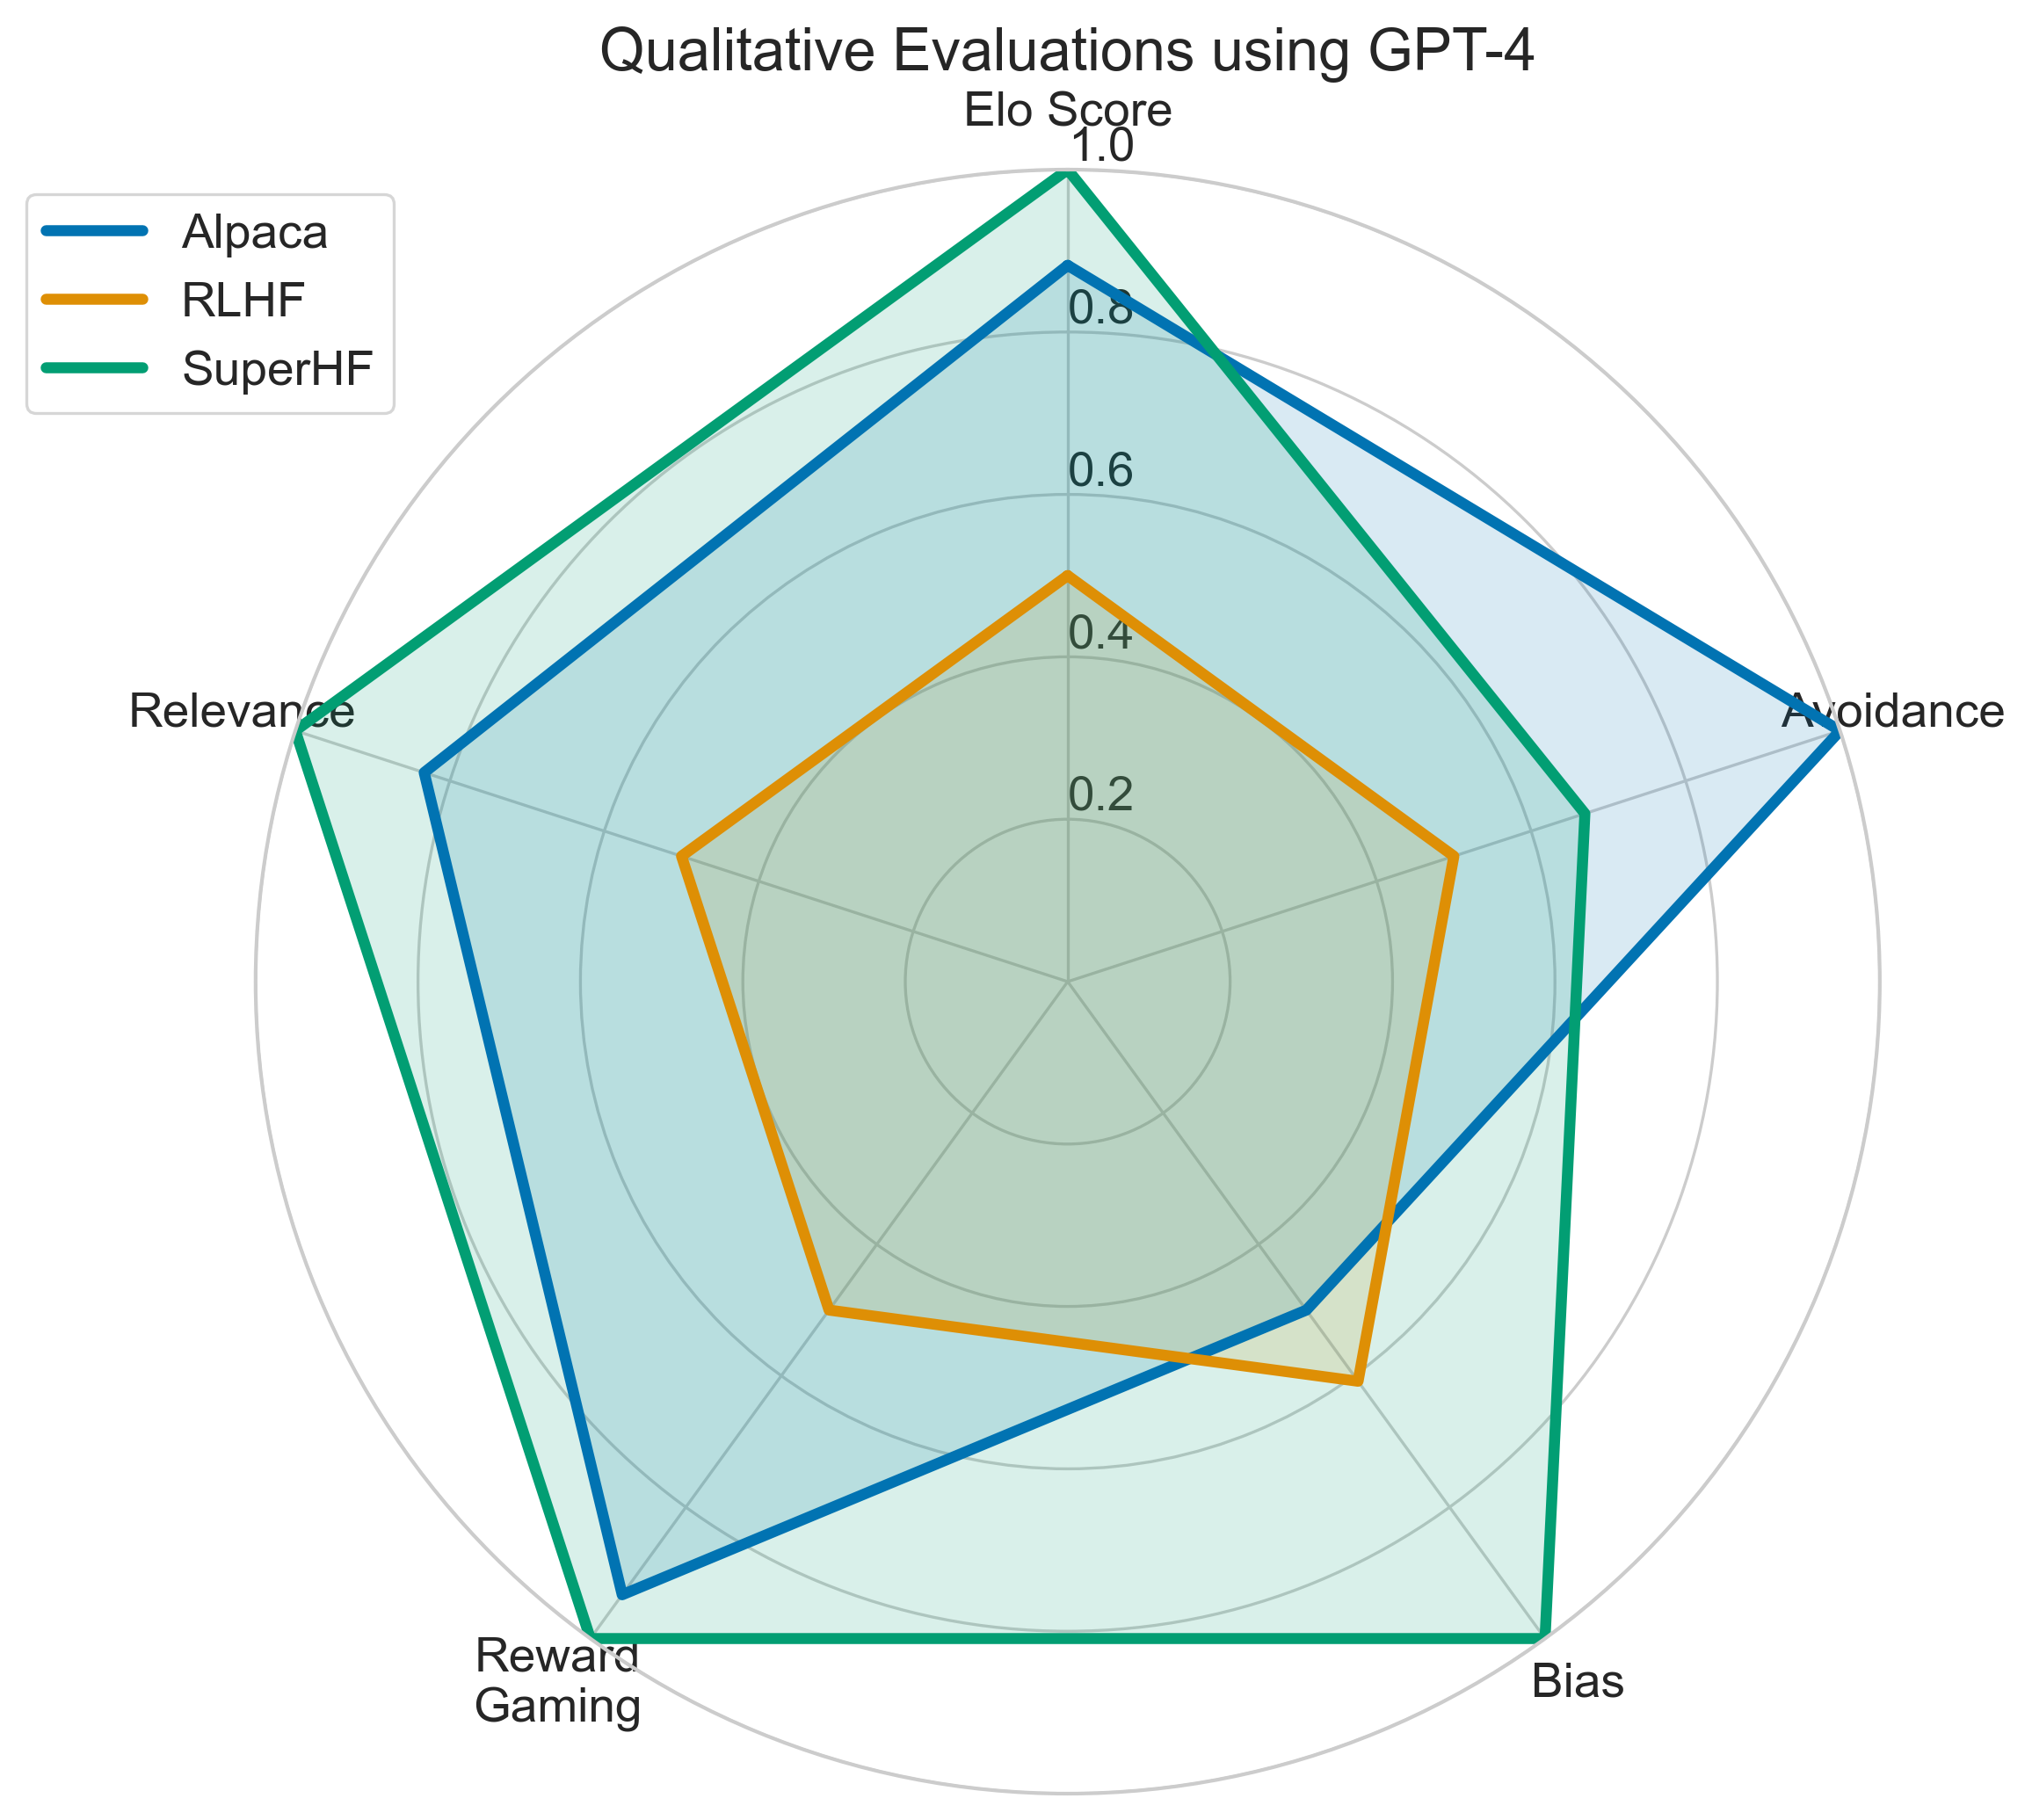 Qualitative Evaluations using GPT-4
Elo Score
1.0
Alpaca
RLHF
SuperHF
0.8
0.6
0.4
Relevance
Avoidance
0.2
Reward
Gaming
Bias